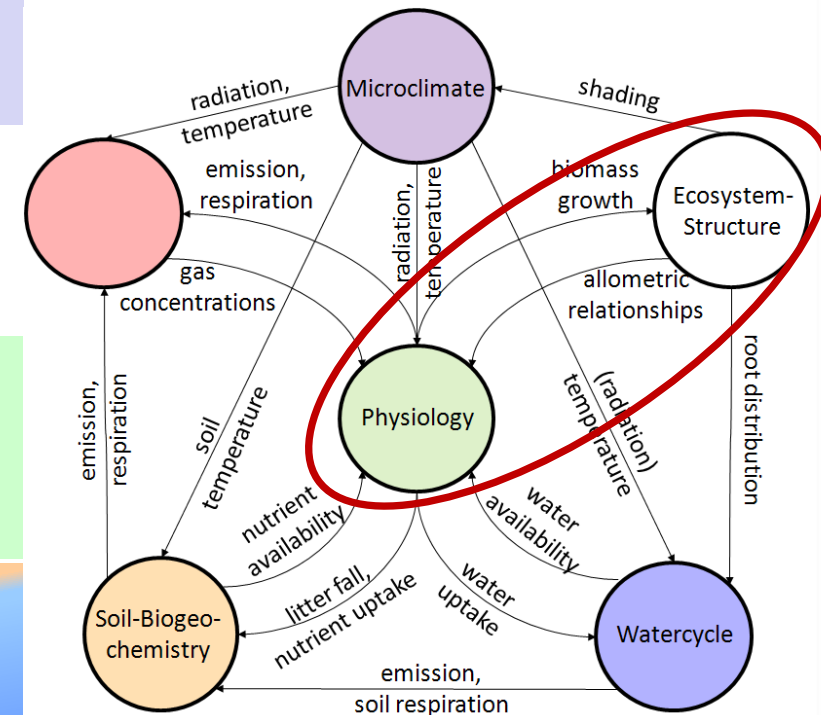 Microclimate
radiation,
temperature
shading
emission,
respiration
biomass
growth
Ecosystem-
Structure
radiation,
temperature
gas
concentrations
allometric
relationships
Physiology
emission,
respiration
soil
temperature
(radiation)
temperature
root distribution
nutrient
availability
water
availability
litter fall,
nutrient uptake
water
uptake
Soil-Biogeo-
chemistry
Watercycle
emission,
soil respiration